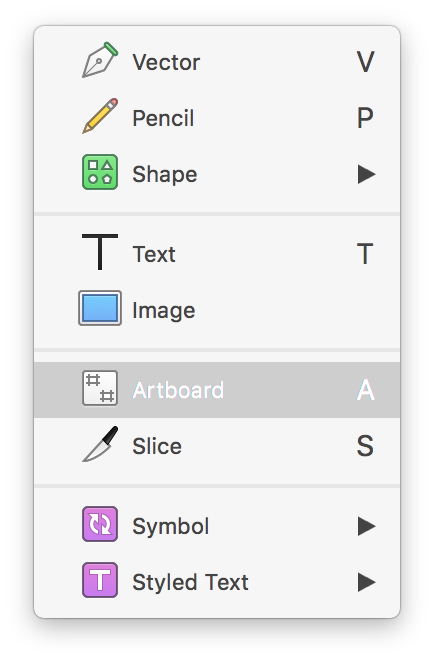 Vector V
Pencil P
Shape ▶
Text T
Image
Artboard A
Slice S
Symbol ▶
Styled Text ▶